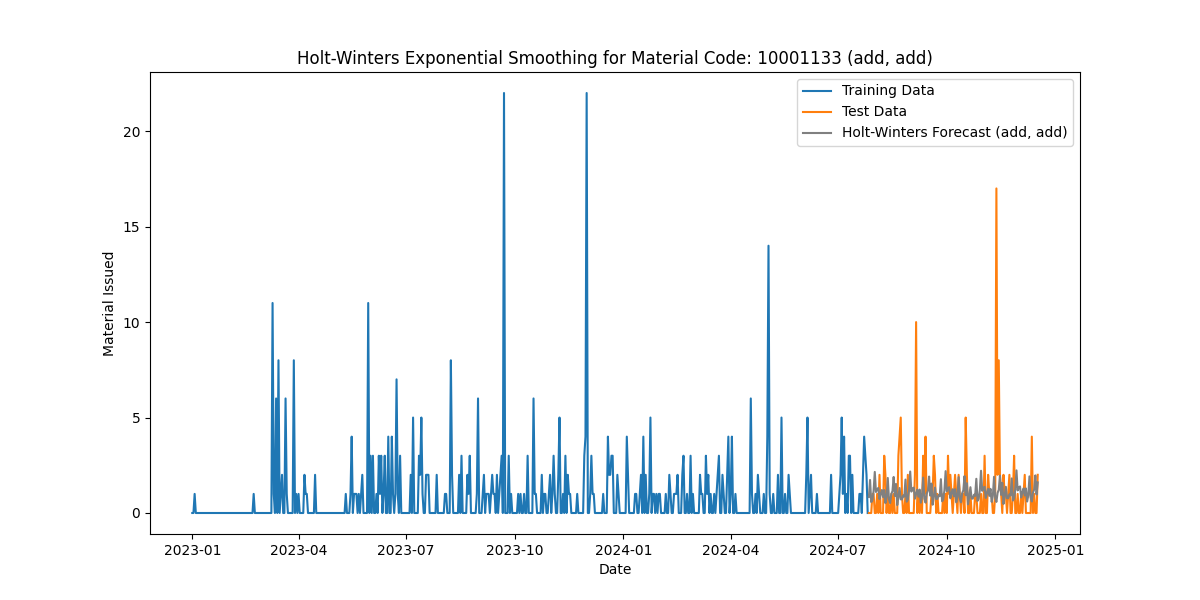 Holt-Winters Exponential Smoothing for Material Code: 10001133 (add, add)
Training Data
Test Data
Holt-Winters Forecast (add, add)
Material Issued
20
15
10
5
0
2023-01 2023-04 2023-07 2023-10 2024-01 2024-04 2024-07 2024-10 2025-01
Date